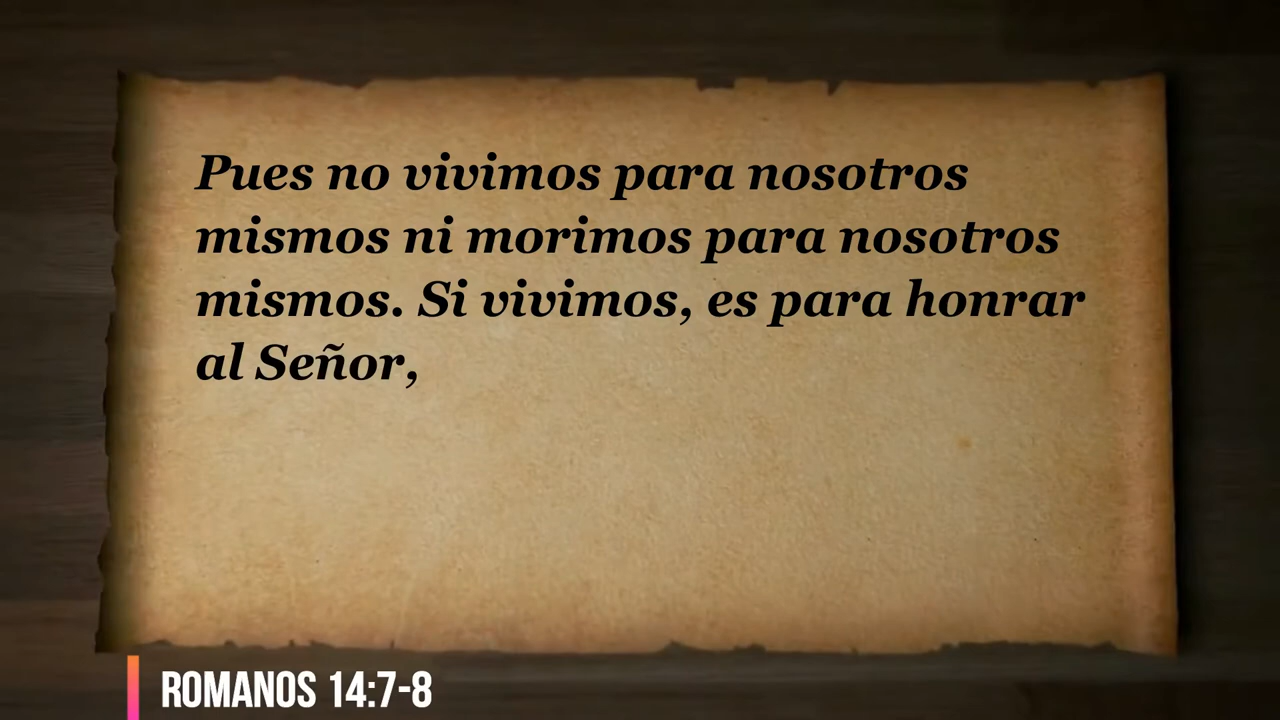 Pues no vivimos para nosotros
mismos ni morimos para nosotros
mismos. Si vivimos, es para honrar
al Señor,
ROMANOS 14:7-8